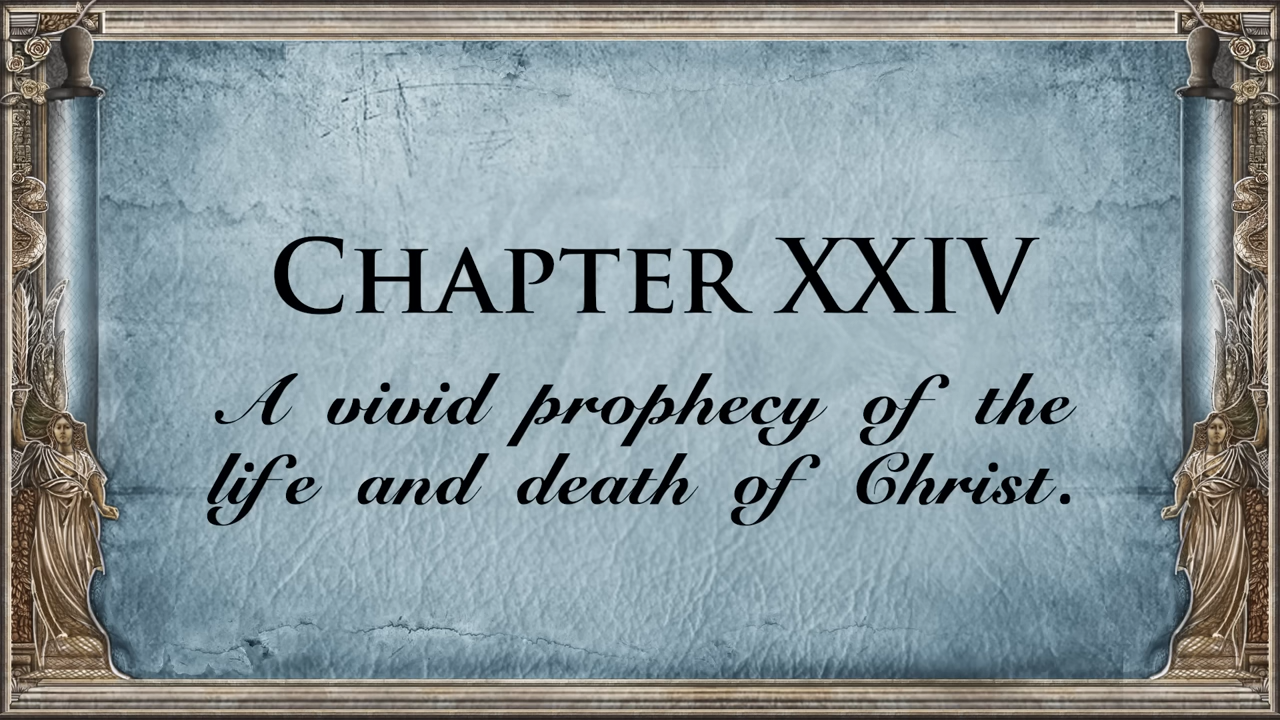 Chapter XXIV
A vivid prophecy of the
life and death of Christ.